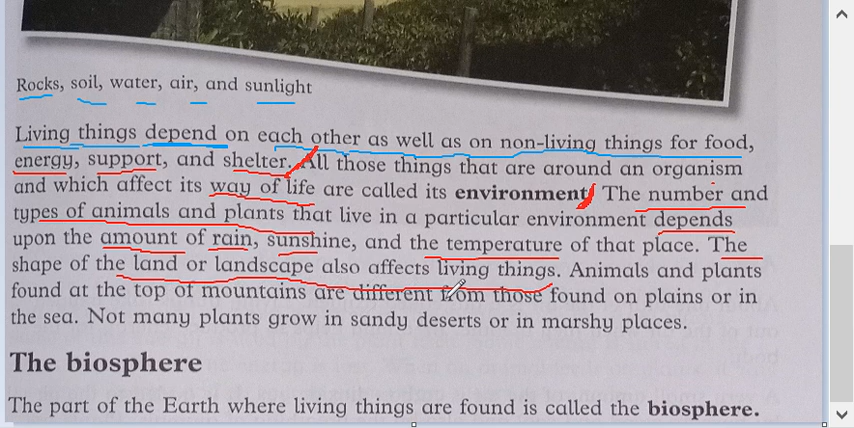 Rocks, soil, water, air, and sunlight
Living things depend on each other as well as on non-living things for food,
energy, support, and shelter. All those things that are around an organism
and which affect its way of life are called its environment. The number and
types of animals and plants that live in a particular environment depends
upon the amount of rain, sunshine, and the temperature of that place. The
shape of the land or landscape also affects living things. Animals and plants
found at the top of mountains are different from those found on plains or in
the sea. Not many plants grow in sandy deserts or in marshy places.
The biosphere
The part of the Earth where living things are found is called the biosphere.